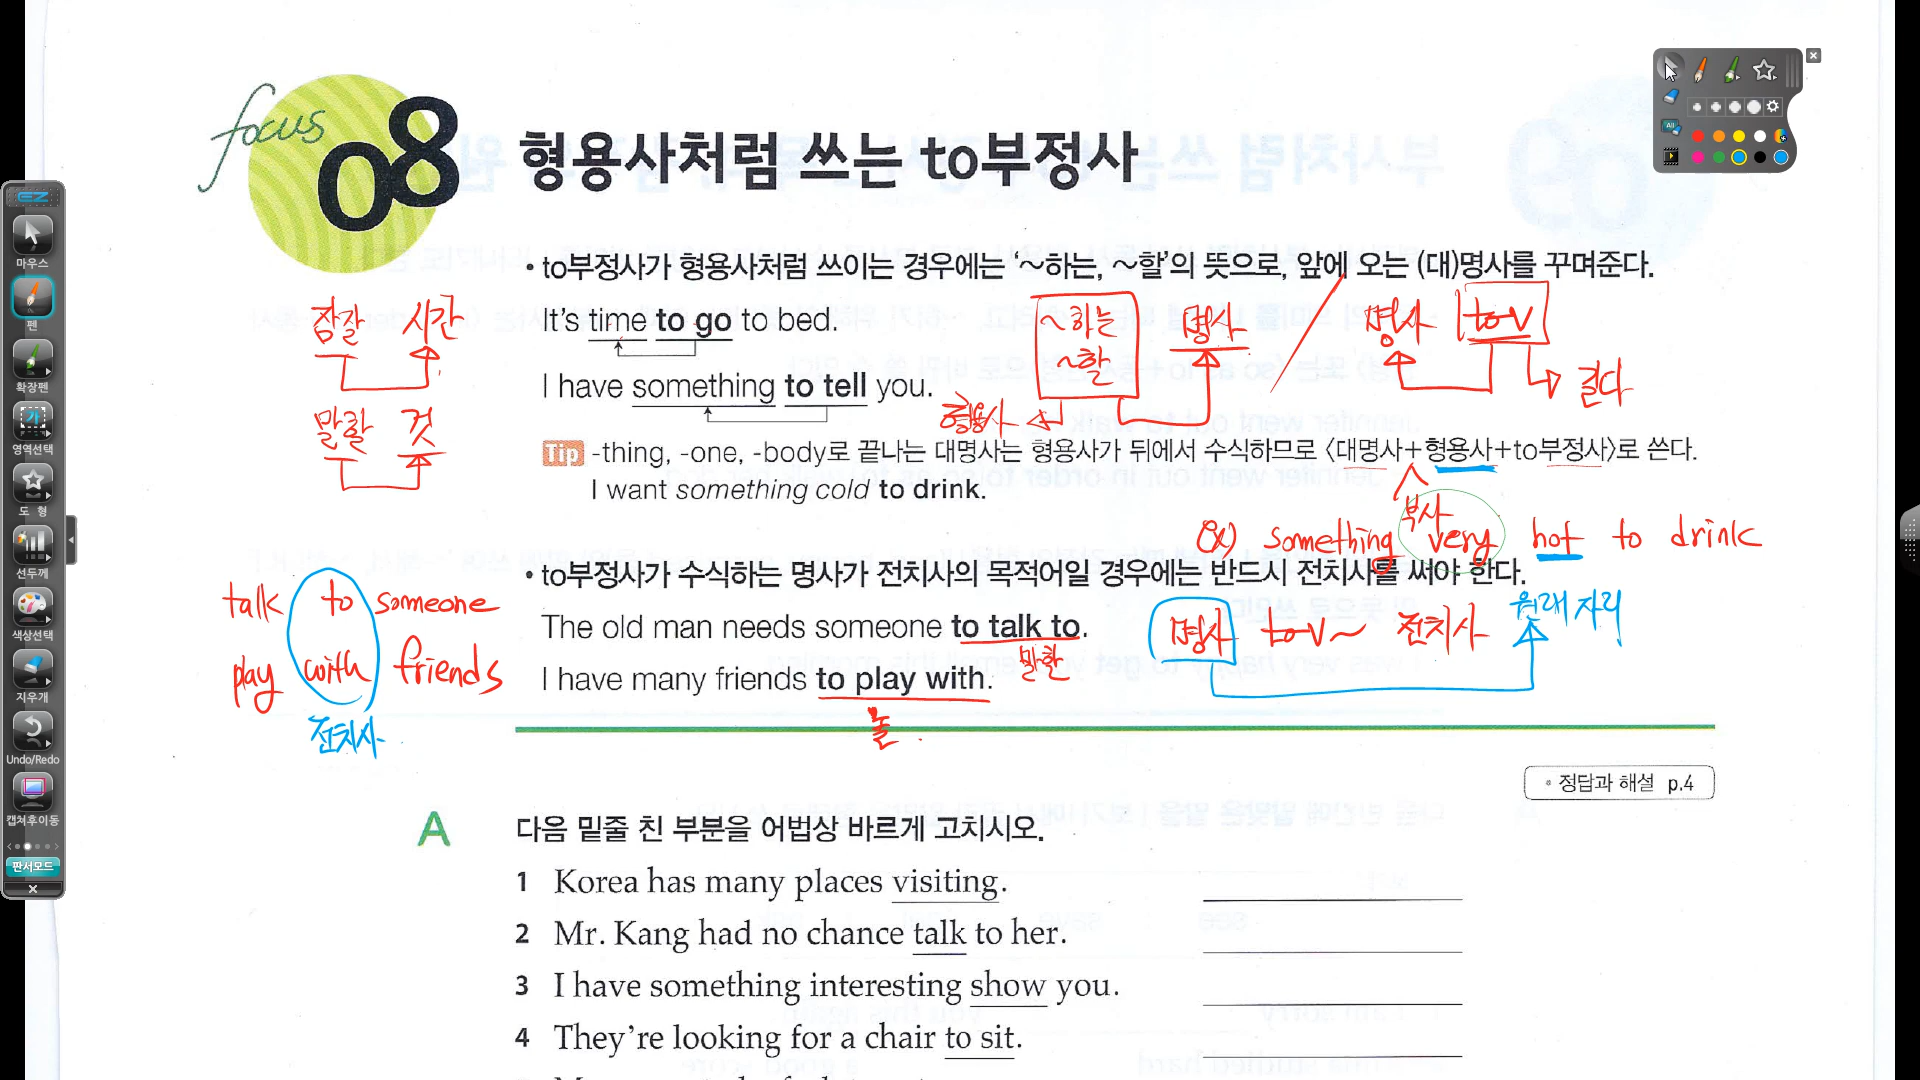 focus
08
형용사처럼 쓰는 to부정사
• to부정사가 형용사처럼 쓰이는 경우에는 ‘~하는, ~할’의 뜻으로, 앞에 오는 (대)명사를 꾸며준다.
잠잘 시간
It's time to go to bed.
~하는
~할
명사
명사 to-v
걸다
말할 것
I have something to tell you.
형용사
Tip -thing, -one, -body로 끝나는 대명사는 형용사가 뒤에서 수식하므로 〈대명사+형용사+to부정사〉로 쓴다.
I want something cold to drink.
부사
ex) something very hot to drink
• to부정사가 수식하는 명사가 전치사의 목적어일 경우에는 반드시 전치사를 써야 한다.
talk to someone
The old man needs someone to talk to.
말할
명사 to-v~ 전치사
원래 자리
play with friends
I have many friends to play with.
놀
전치사
• 정답과 해설 p.4
A 다음 밑줄 친 부분을 어법상 바르게 고치시오.
1 Korea has many places visiting.
2 Mr. Kang had no chance talk to her.
3 I have something interesting show you.
4 They're looking for a chair to sit.
EZ
마우스
펜
확장펜
영역선택
도 형
선두께
색상선택
지우개
Undo/Redo
캡쳐후이동
판서모드